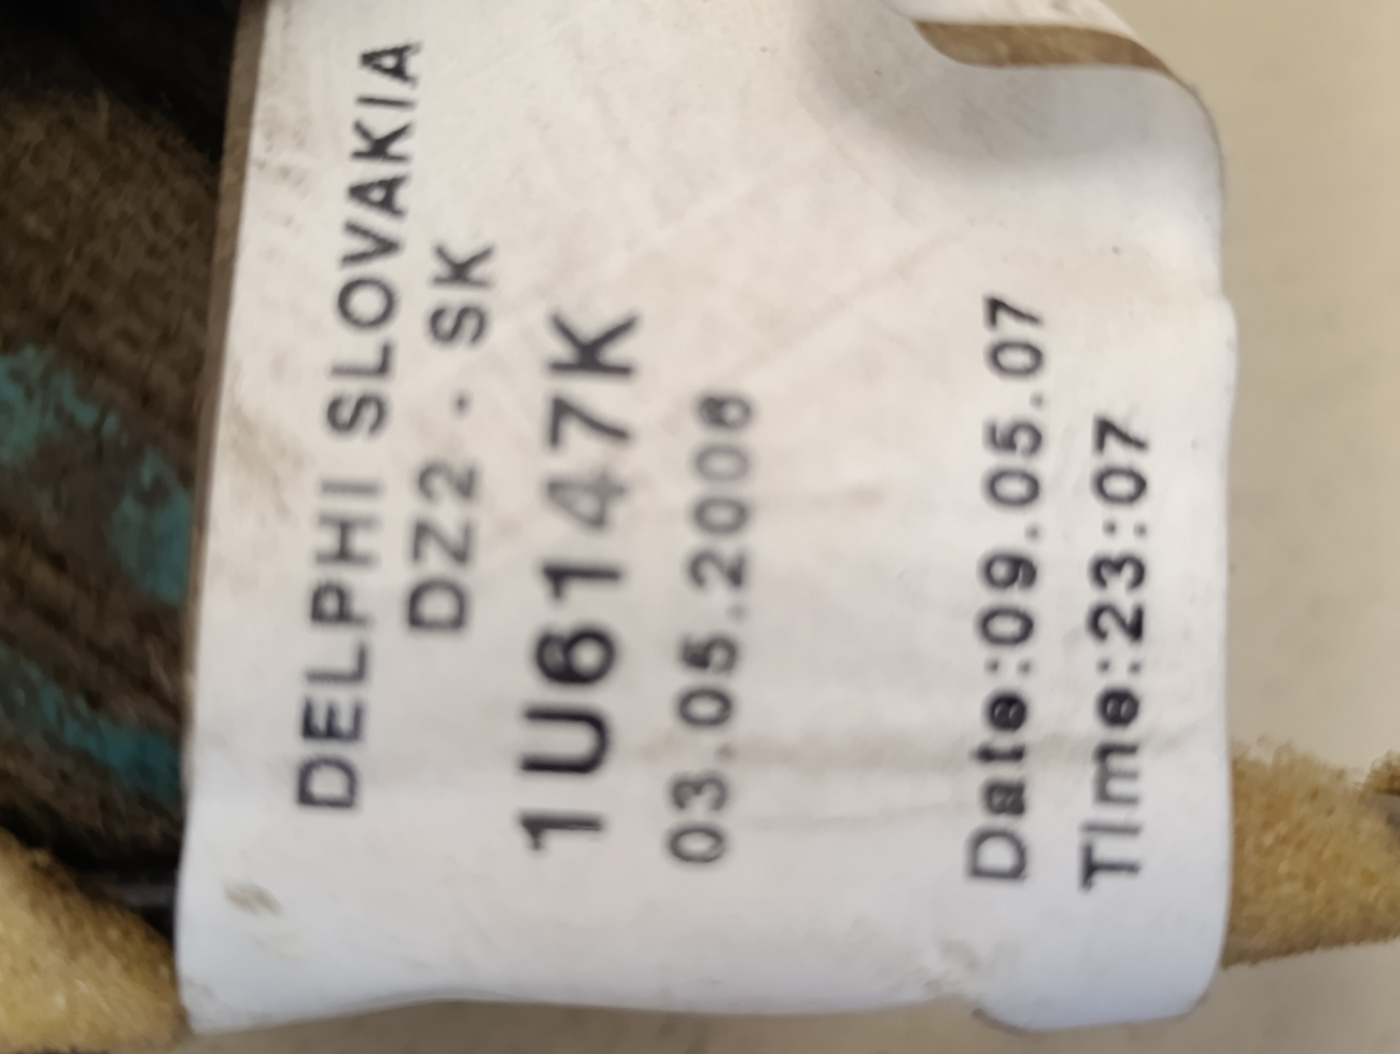 DELPHI SLOVAKIA
DZ2 - SK
1U6147K
03.05.2006
Date:09.05.07
Time:23:07